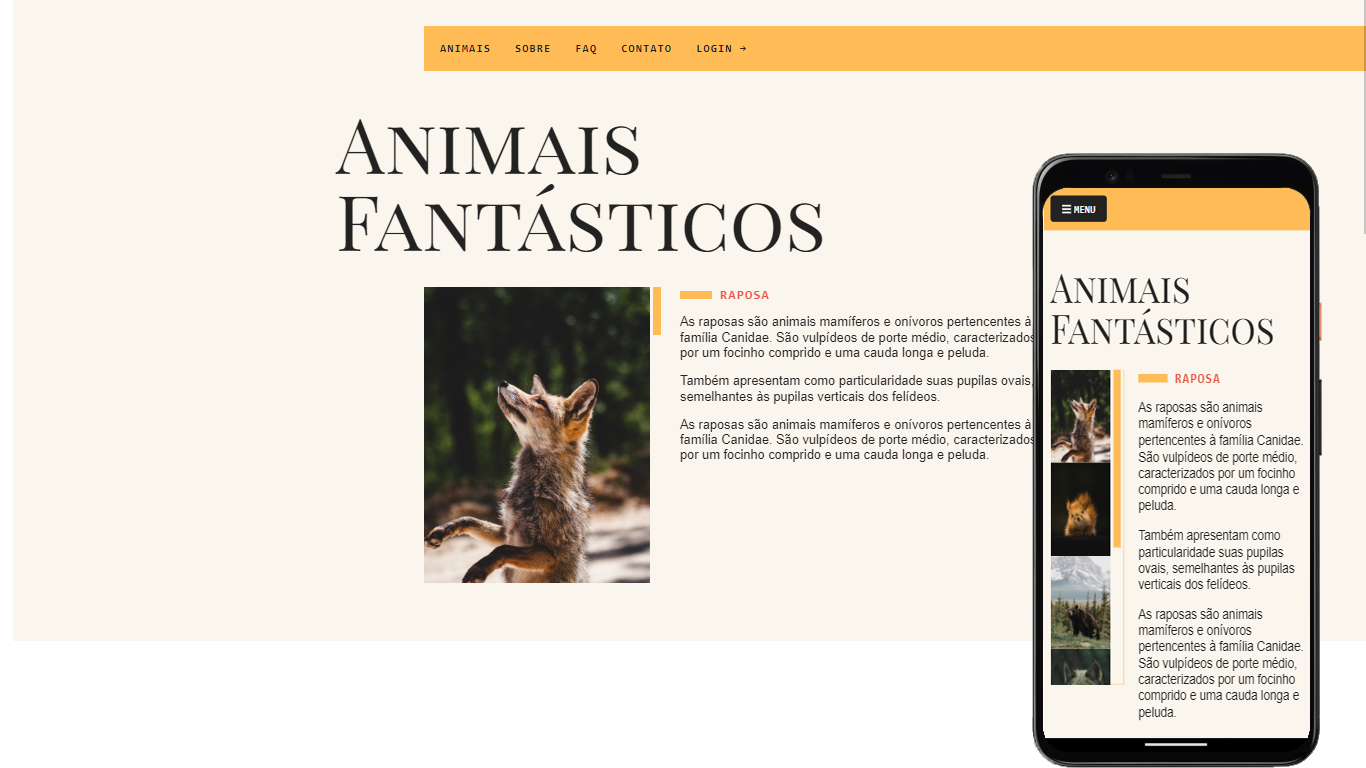 ANIMAIS SOBRE FAQ CONTATO LOGIN →
ANIMAIS
FANTÁSTICOS
RAPOSA
As raposas são animais mamíferos e onívoros pertencentes à
família Canidae. São vulpídeos de porte médio, caracterizados
por um focinho comprido e uma cauda longa e peluda.
Também apresentam como particularidade suas pupilas ovais,
semelhantes às pupilas verticais dos felídeos.
As raposas são animais mamíferos e onívoros pertencentes à
família Canidae. São vulpídeos de porte médio, caracterizados
por um focinho comprido e uma cauda longa e peluda.
☰ MENU
ANIMAIS
FANTÁSTICOS
RAPOSA
As raposas são animais
mamíferos e onívoros
pertencentes à família Canidae.
São vulpídeos de porte médio,
caracterizados por um focinho
comprido e uma cauda longa e
peluda.
Também apresentam como
particularidade suas pupilas
ovais, semelhantes às pupilas
verticais dos felídeos.
As raposas são animais
mamíferos e onívoros
pertencentes à família Canidae.
São vulpídeos de porte médio,
caracterizados por um focinho
comprido e uma cauda longa e
peluda.